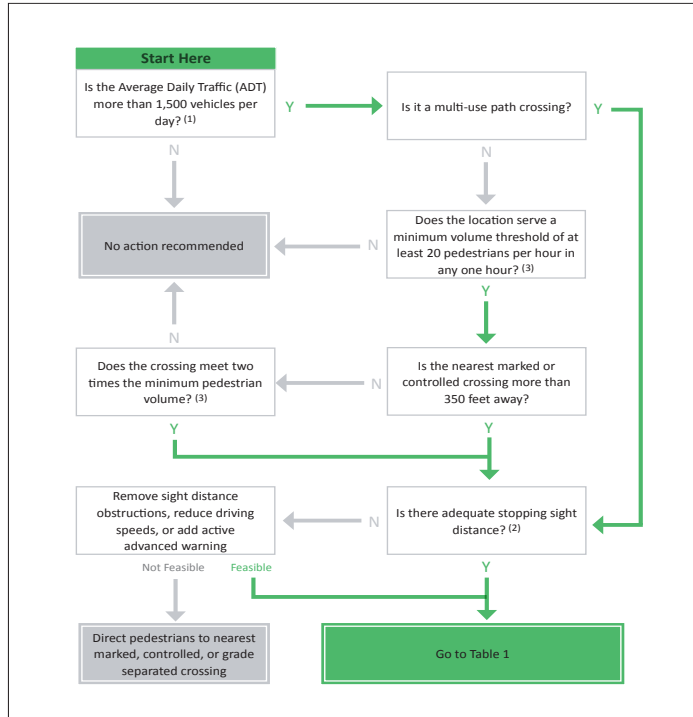 Start Here
Is the Average Daily Traffic (ADT)
more than 1,500 vehicles per
day? (1)
Y
Is it a multi-use path crossing?
Y
N
N
No action recommended
N
Does the location serve a
minimum volume threshold of at
least 20 pedestrians per hour in
any one hour? (3)
Y
N
Does the crossing meet two
times the minimum pedestrian
volume? (3)
N
Is the nearest marked or
controlled crossing more than
350 feet away?
Y
Y
Remove sight distance
obstructions, reduce driving
speeds, or add active
advanced warning
N
Is there adequate stopping sight
distance? (2)
Not Feasible
Feasible
Y
Direct pedestrians to nearest
marked, controlled, or grade
separated crossing
Go to Table 1